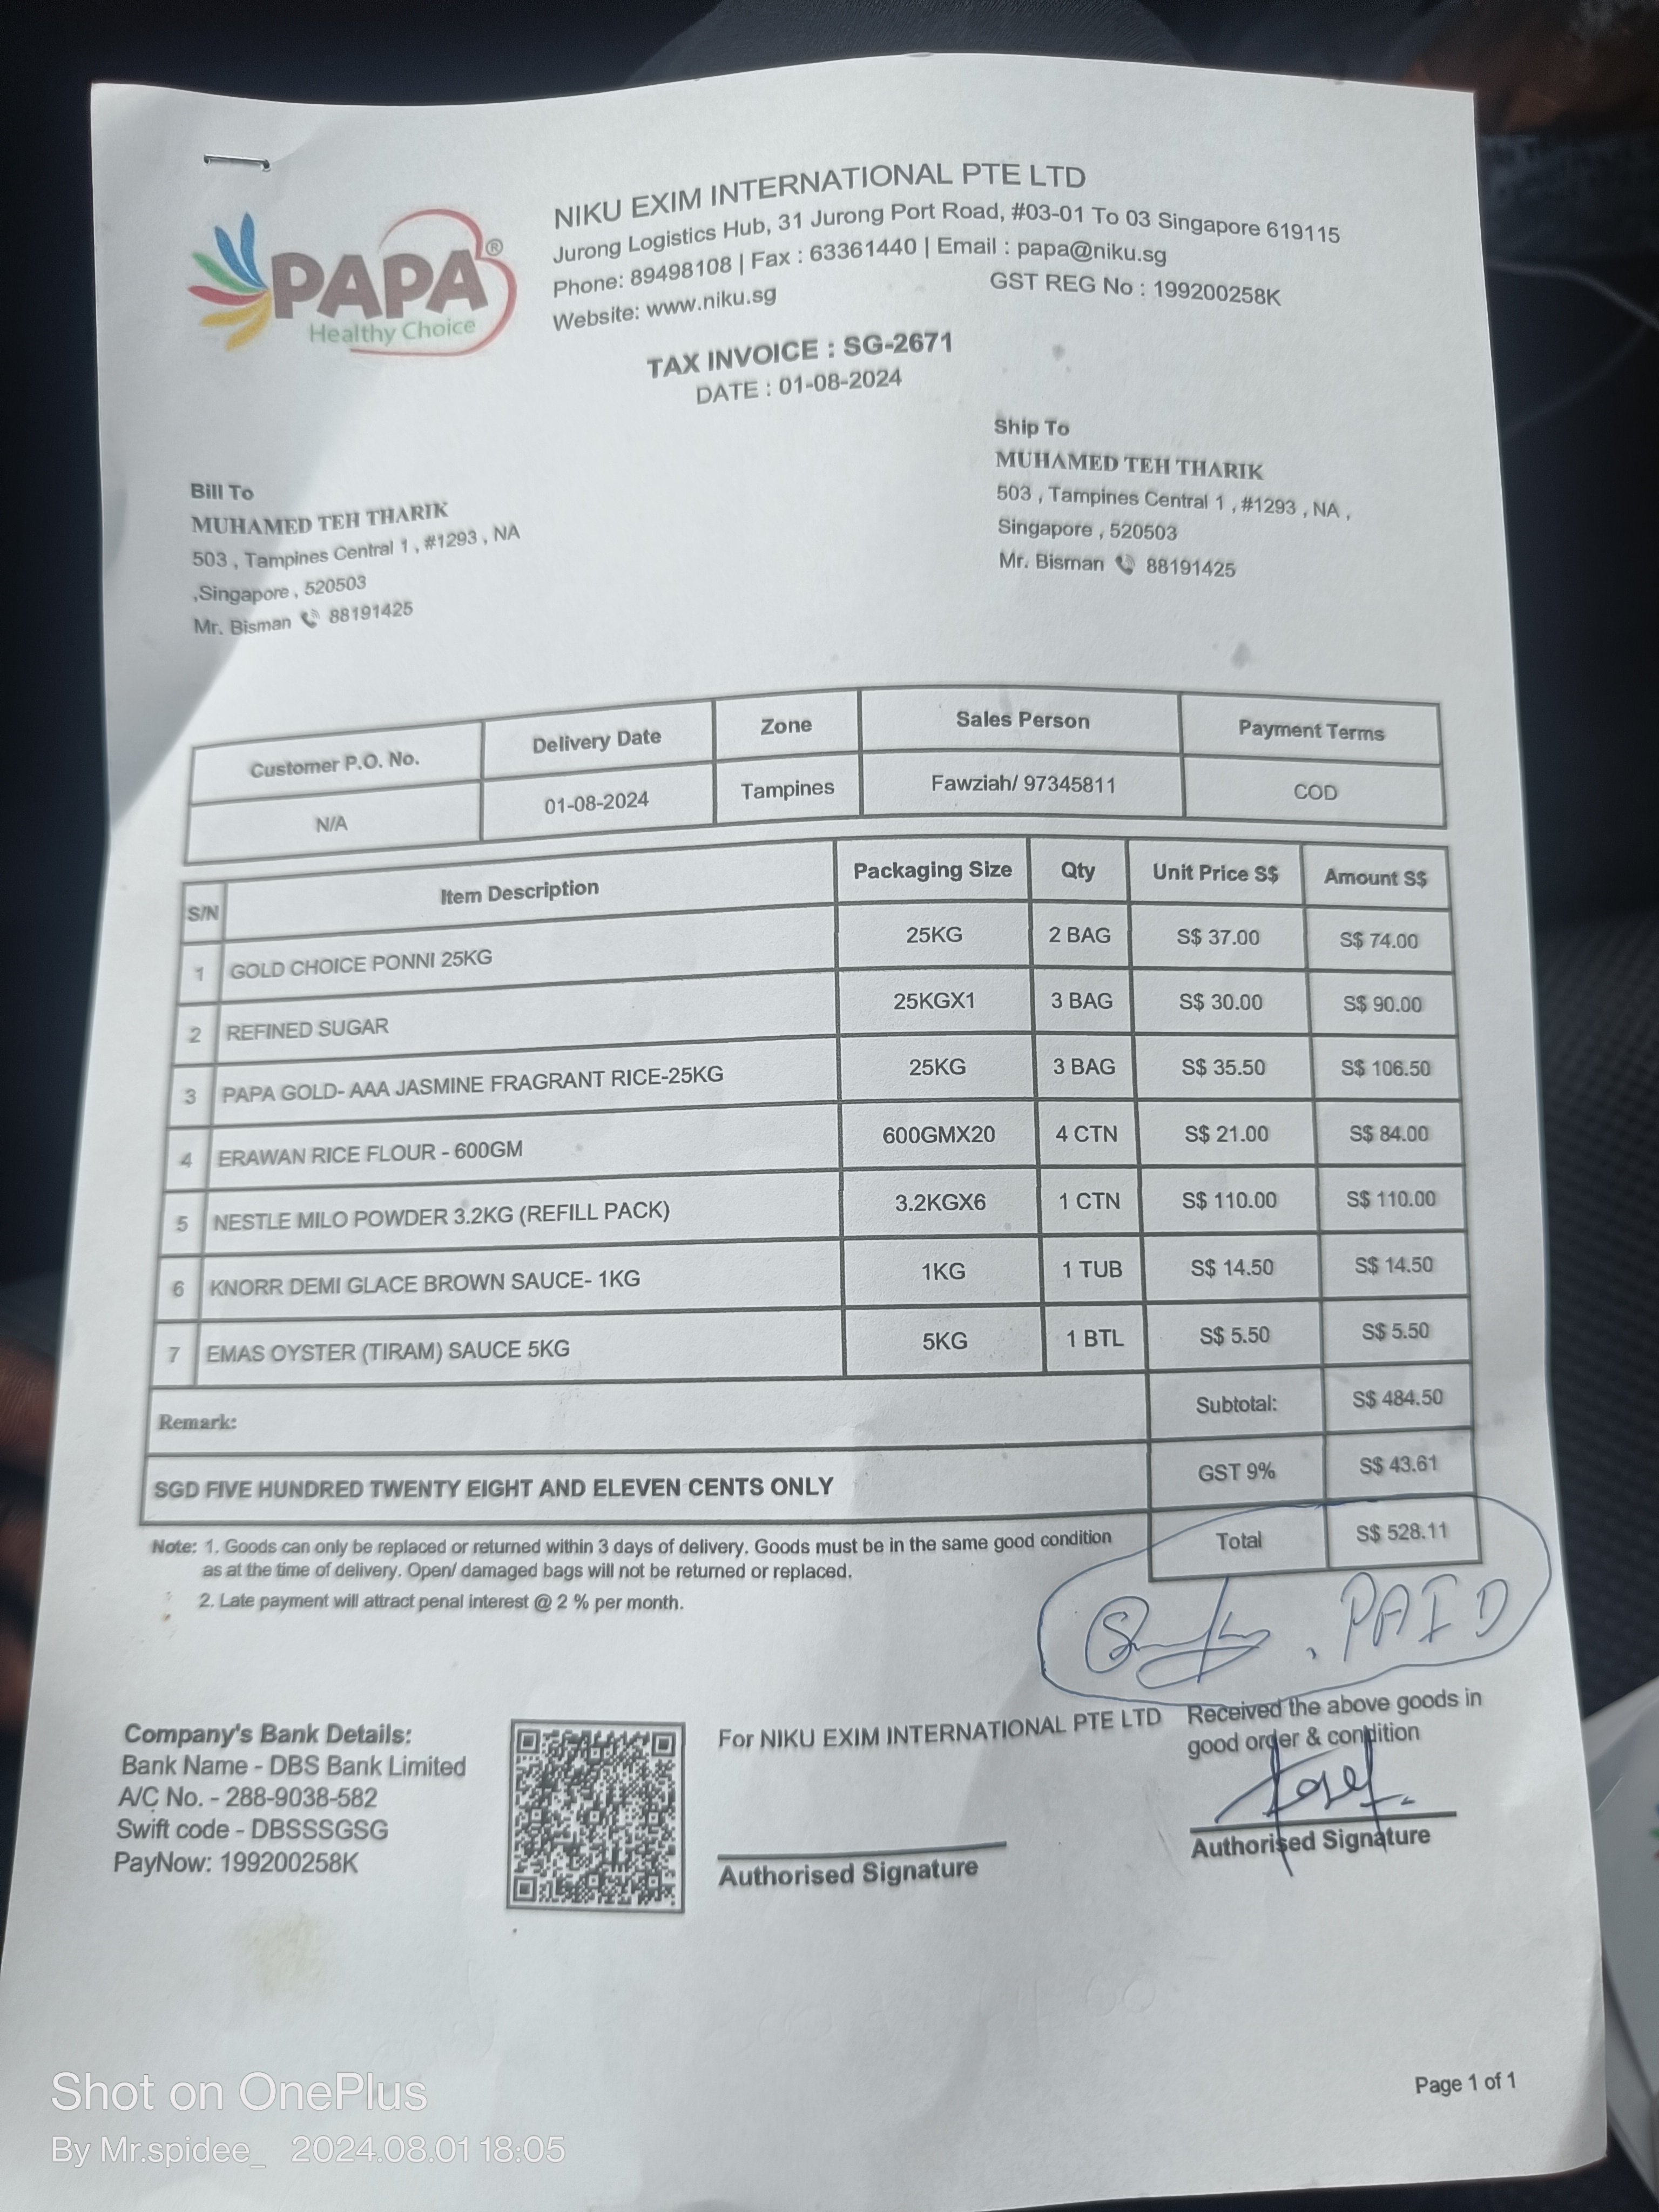 PAPA®
Healthy Choice
NIKU EXIM INTERNATIONAL PTE LTD
Jurong Logistics Hub, 31 Jurong Port Road, #03-01 To 03 Singapore 619115
Phone: 89498108 | Fax : 63361440 | Email : papa@niku.sg
Website: www.niku.sg
GST REG No : 199200258K
TAX INVOICE : SG-2671
DATE : 01-08-2024
Bill To
MUHAMED TEH THARIK
503 , Tampines Central 1 , #1293 , NA
,Singapore , 520503
Mr. Bisman 88191425
Ship To
MUHAMED TEH THARIK
503 , Tampines Central 1 , #1293 , NA ,
Singapore , 520503
Mr. Bisman 88191425
Customer P.O. No. Delivery Date Zone Sales Person Payment Terms
N/A 01-08-2024 Tampines Fawziah/ 97345811 COD
S/N Item Description Packaging Size Qty Unit Price S$ Amount S$
1 GOLD CHOICE PONNI 25KG 25KG 2 BAG S$ 37.00 S$ 74.00
2 REFINED SUGAR 25KGX1 3 BAG S$ 30.00 S$ 90.00
3 PAPA GOLD- AAA JASMINE FRAGRANT RICE-25KG 25KG 3 BAG S$ 35.50 S$ 106.50
4 ERAWAN RICE FLOUR - 600GM 600GMX20 4 CTN S$ 21.00 S$ 84.00
5 NESTLE MILO POWDER 3.2KG (REFILL PACK) 3.2KGX6 1 CTN S$ 110.00 S$ 110.00
6 KNORR DEMI GLACE BROWN SAUCE- 1KG 1KG 1 TUB S$ 14.50 S$ 14.50
7 EMAS OYSTER (TIRAM) SAUCE 5KG 5KG 1 BTL S$ 5.50 S$ 5.50
Remark: Subtotal: S$ 484.50
SGD FIVE HUNDRED TWENTY EIGHT AND ELEVEN CENTS ONLY GST 9% S$ 43.61
Total S$ 528.11
Note: 1. Goods can only be replaced or returned within 3 days of delivery. Goods must be in the same good condition
as at the time of delivery. Open/ damaged bags will not be returned or replaced.
2. Late payment will attract penal interest @ 2 % per month.
PAID
Company's Bank Details:
Bank Name - DBS Bank Limited
A/C No. - 288-9038-582
Swift code - DBSSSGSG
PayNow: 199200258K
For NIKU EXIM INTERNATIONAL PTE LTD
Authorised Signature
Received the above goods in
good order & condition
Authorised Signature
Page 1 of 1
Shot on OnePlus
By Mr.spidee_ 2024.08.01 18:05